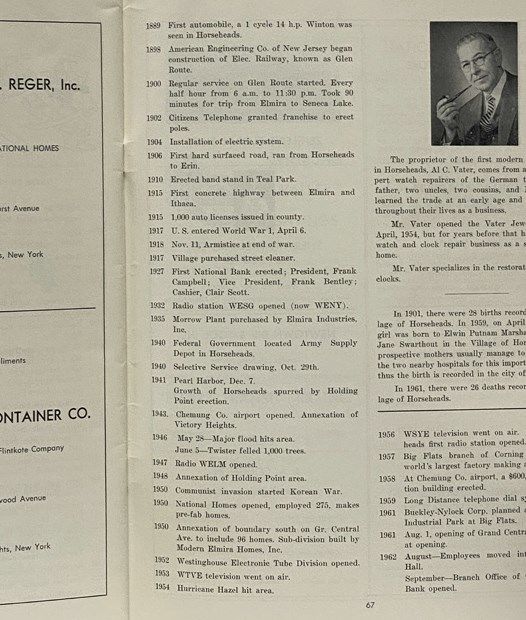 . REGER, Inc.
ATIONAL HOMES
urst Avenue
s, New York
liments
ONTAINER CO.
Flintkote Company
wood Avenue
hts, New York
1889 First automobile, a 1 cycle 14 h.p. Winton was
seen in Horseheads.
1898 American Engineering Co. of New Jersey began
construction of Elec. Railway, known as Glen
Route.
1900 Regular service on Glen Route started. Every
half hour from 6 a.m. to 11:30 p.m. Took 90
minutes for trip from Elmira to Seneca Lake.
1902 Citizens Telephone granted franchise to erect
poles.
1904 Installation of electric system.
1906 First hard surfaced road, ran from Horseheads
to Erin.
1910 Erected band stand in Teal Park.
1915 First concrete highway between Elmira and
Ithaca.
1915 1,000 auto licenses issued in county.
1917 U. S. entered World War 1, April 6.
1918 Nov. 11, Armistice at end of war.
1917 Village purchased street cleaner.
1927 First National Bank erected; President, Frank
Campbell; Vice President, Frank Bentley;
Cashier, Clair Scott.
1932 Radio station WESG opened (now WENY).
1935 Morrow Plant purchased by Elmira Industries,
Inc.
1940 Federal Government located Army Supply
Depot in Horseheads.
1940 Selective Service drawing, Oct. 29th.
1941 Pearl Harbor, Dec. 7.
Growth of Horseheads spurred by Holding
Point erection.
1943. Chemung Co. airport opened. Annexation of
Victory Heights.
1946 May 28—Major flood hits area.
June 5—Twister felled 1,000 trees.
1947 Radio WELM opened.
1948 Annexation of Holding Point area.
1950 Communist invasion started Korean War.
1950 National Homes opened, employed 275, makes
pre-fab homes.
1950 Annexation of boundary south on Gr. Central
Ave. to include 96 homes. Sub-division built by
Modern Elmira Homes, Inc.
1952 Westinghouse Electronic Tube Division opened.
1953 WTVE television went on air.
1954 Hurricane Hazel hit area.
The proprietor of the first modern
in Horseheads, Al C. Vater, comes from a
pert watch repairers of the German t
father, two uncles, two cousins, and
learned the trade at an early age and
throughout their lives as a business.
Mr. Vater opened the Vater Jew
April, 1954, but for years before that h
watch and clock repair business as a s
home.
Mr. Vater specializes in the restorat
clocks.
In 1901, there were 28 births record
lage of Horseheads. In 1959, on April
girl was born to Elwin Putnam Marsha
Jane Swarthout in the Village of Hor
prospective mothers usually manage to
the two nearby hospitals for this import
thus the birth is recorded in the city of
In 1961, there were 26 deaths recor
lage of Horseheads.
1956 WSYE television went on air.
heads first radio station opened.
1957 Big Flats branch of Corning
world's largest factory making
1958 At Chemung Co. airport, a $600,
tion building erected.
1959 Long Distance telephone dial sy
1961 Buckley-Nylock Corp. planned a
Industrial Park at Big Flats.
1961 Aug. 1, opening of Grand Centr
at opening.
1962 August—Employees moved int
Hall.
September—Branch Office of
Bank opened.
67